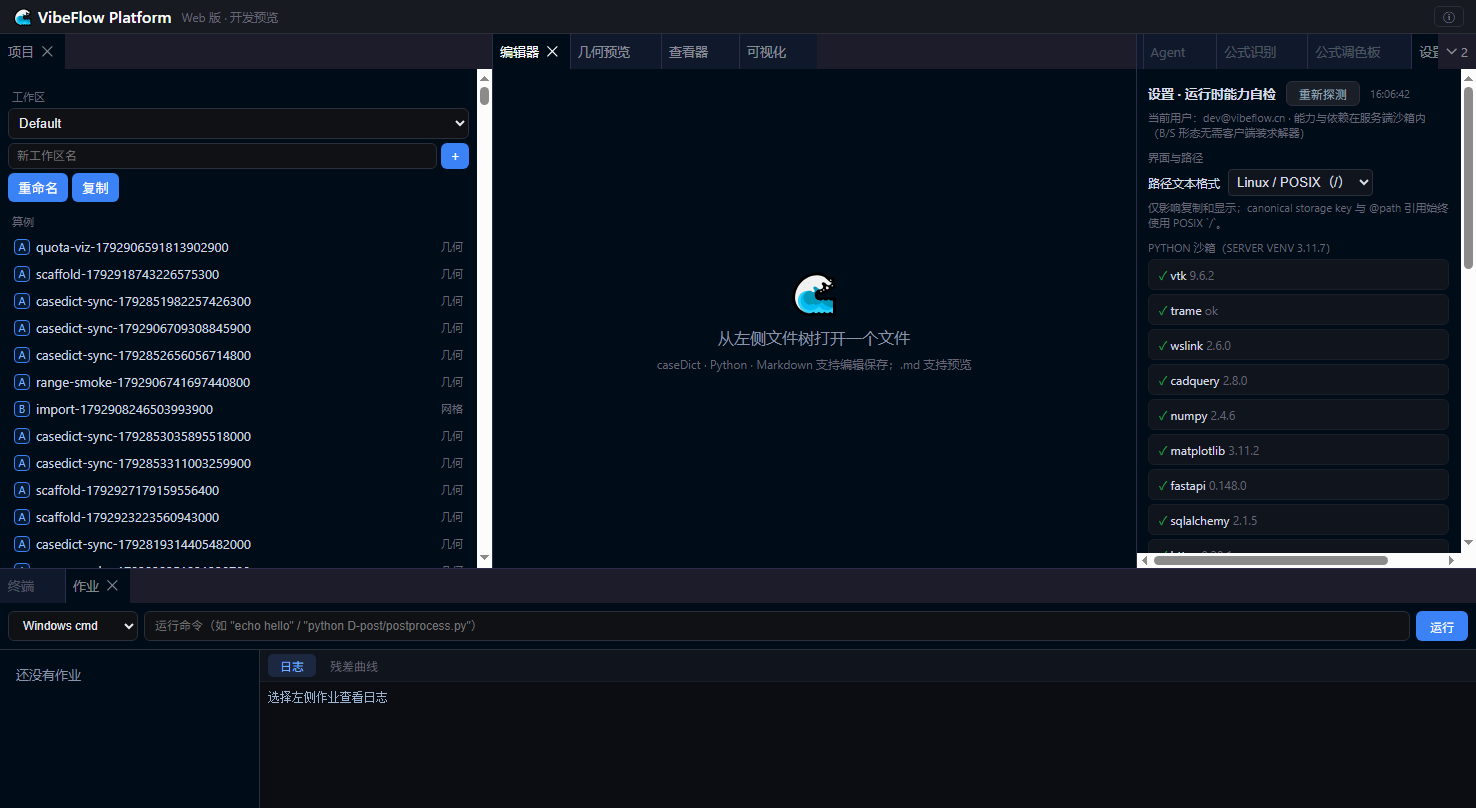 VibeFlow Platform Web 版 · 开发预览
项目
编辑器 几何预览 查看器 可视化
Agent 公式识别 公式调色板 设置 2
工作区
Default
新工作区名 +
重命名 复制
算例
A quota-viz-1792906591813902900 几何
A scaffold-1792918743226575300 几何
A casedict-sync-1792851982257426300 几何
A casedict-sync-1792906709308845900 几何
A casedict-sync-1792852656056714800 几何
A range-smoke-1792906741697440800 几何
B import-1792908246503993900 网格
A casedict-sync-1792853035895518000 几何
A casedict-sync-1792853311003259900 几何
A scaffold-1792927179159556400 几何
A scaffold-1792923223560943000 几何
A casedict-sync-1792819314405482000 几何
从左侧文件树打开一个文件
caseDict · Python · Markdown 支持编辑保存；.md 支持预览
设置 · 运行时能力自检 重新探测 16:06:42
当前用户：dev@vibeflow.cn · 能力与依赖在服务端沙箱内
（B/S 形态无需客户端装求解器）
界面与路径
路径文本格式 Linux / POSIX（/）
仅影响复制和显示；canonical storage key 与 @path 引用始终
使用 POSIX `/`。
PYTHON 沙箱（SERVER VENV 3.11.7）
✓ vtk 9.6.2
✓ trame ok
✓ wslink 2.6.0
✓ cadquery 2.8.0
✓ numpy 2.4.6
✓ matplotlib 3.11.2
✓ fastapi 0.148.0
✓ sqlalchemy 2.1.5
终端 作业
Windows cmd 运行命令（如 "echo hello" / "python D-post/postprocess.py"） 运行
还没有作业
日志 残差曲线
选择左侧作业查看日志